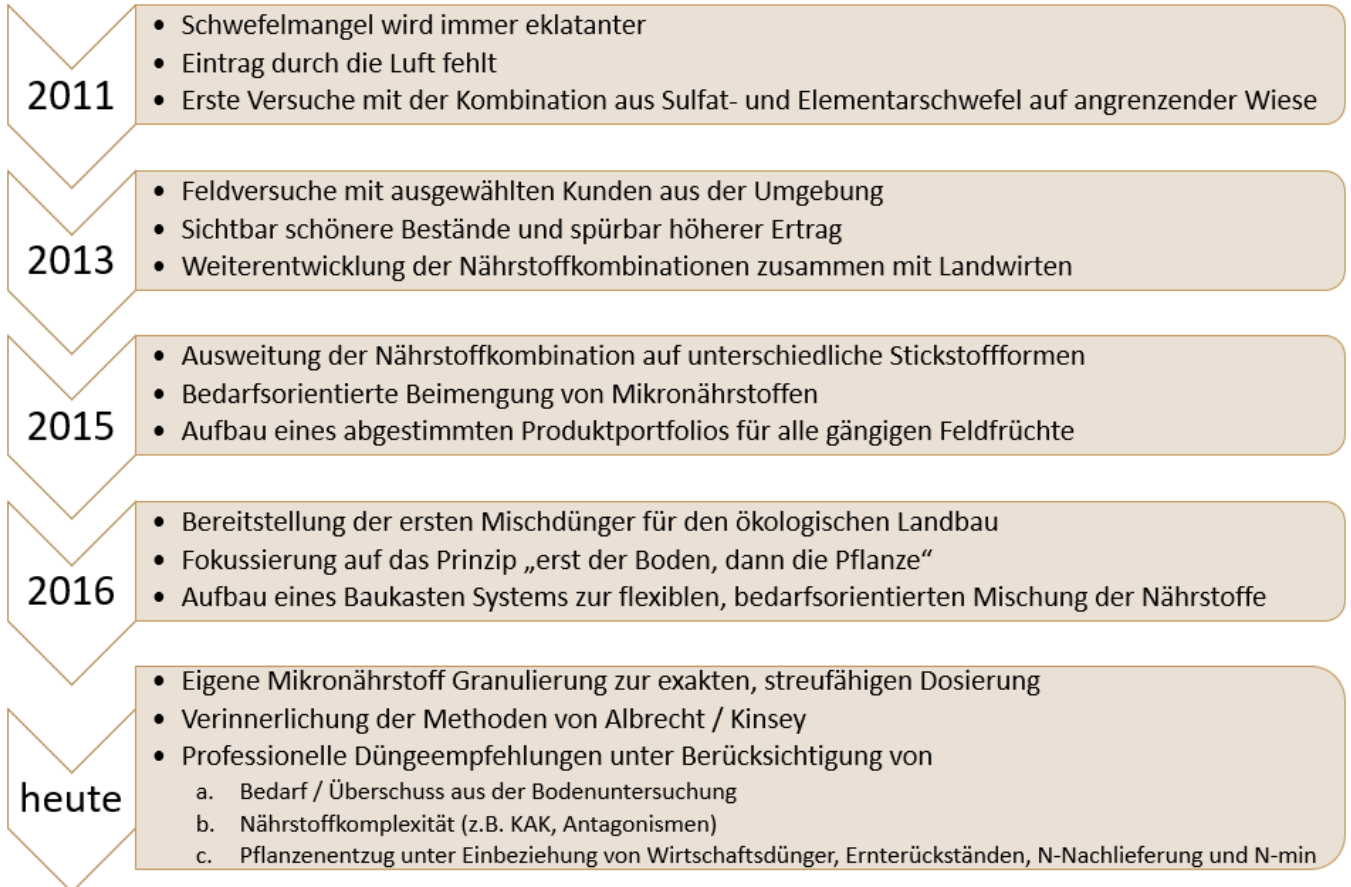 2011
• Schwefelmangel wird immer eklatanter
• Eintrag durch die Luft fehlt
• Erste Versuche mit der Kombination aus Sulfat- und Elementarschwefel auf angrenzender Wiese
2013
• Feldversuche mit ausgewählten Kunden aus der Umgebung
• Sichtbar schönere Bestände und spürbar höherer Ertrag
• Weiterentwicklung der Nährstoffkombinationen zusammen mit Landwirten
2015
• Ausweitung der Nährstoffkombination auf unterschiedliche Stickstoffformen
• Bedarfsorientierte Beimengung von Mikronährstoffen
• Aufbau eines abgestimmten Produktportfolios für alle gängigen Feldfrüchte
2016
• Bereitstellung der ersten Mischdünger für den ökologischen Landbau
• Fokussierung auf das Prinzip „erst der Boden, dann die Pflanze“
• Aufbau eines Baukasten Systems zur flexiblen, bedarfsorientierten Mischung der Nährstoffe
heute
• Eigene Mikronährstoff Granulierung zur exakten, streufähigen Dosierung
• Verinnerlichung der Methoden von Albrecht / Kinsey
• Professionelle Düngeempfehlungen unter Berücksichtigung von
a. Bedarf / Überschuss aus der Bodenuntersuchung
b. Nährstoffkomplexität (z.B. KAK, Antagonismen)
c. Pflanzenentzug unter Einbeziehung von Wirtschaftsdünger, Ernterückständen, N-Nachlieferung und N-min